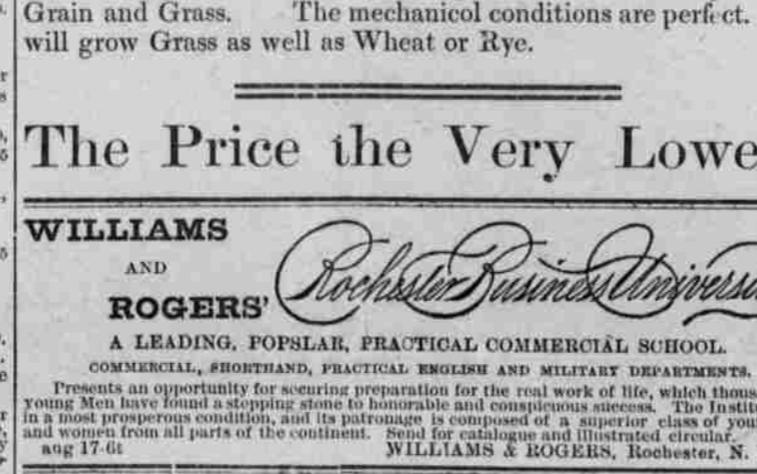 Grain and Grass. The mechanicol conditions are perfect.
will grow Grass as well as Wheat or Rye.
The Price the Very Lowe
WILLIAMS
AND
ROGERS'
Rochester Business Universi
A LEADING, POPSLAR, PRACTICAL COMMERCIAL SCHOOL.
COMMERCIAL, SHORTHAND, PRACTICAL ENGLISH AND MILITARY DEPARTMENTS.
Presents an opportunity for securing preparation for the real work of life, which thous
young Men have found a stepping stone to honorable and conspicuous success. The Instit
in a most prosperous condition, and its patronage is composed of a superior class of you
and women from all parts of the continent. Send for catalogue and illustrated circular.
aug 17-6t WILLIAMS & ROGERS, Rochester, N.